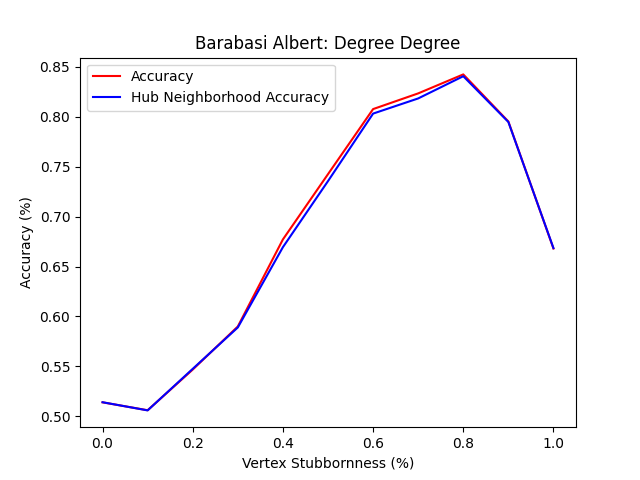 Barabasi Albert: Degree Degree
Accuracy
Hub Neighborhood Accuracy
0.85
0.80
0.75
0.70
0.65
0.60
0.55
0.50
Accuracy (%)
0.0 0.2 0.4 0.6 0.8 1.0
Vertex Stubbornness (%)